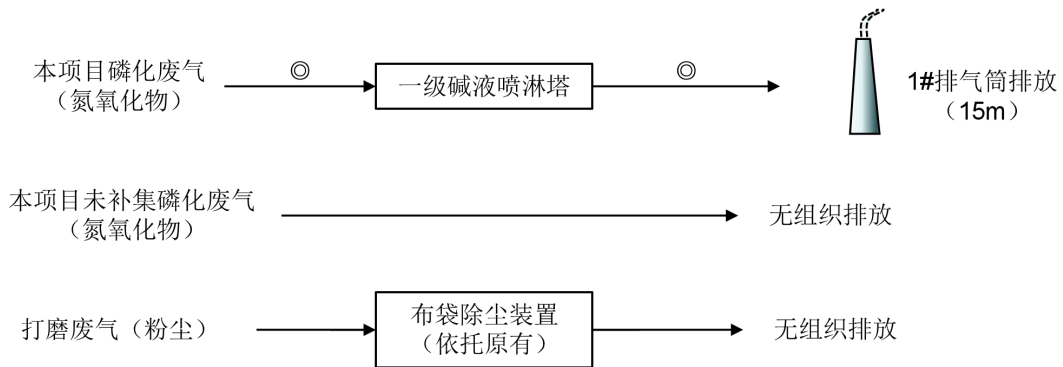 本项目磷化废气
（氮氧化物）
◎
一级碱液喷淋塔
◎
1#排气筒排放
（15m）
本项目未补集磷化废气
（氮氧化物）
无组织排放
打磨废气（粉尘）
布袋除尘装置
（依托原有）
无组织排放